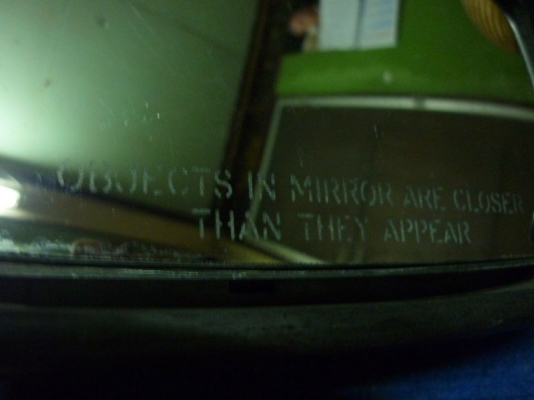 OBJECTS IN MIRROR ARE CLOSER
THAN THEY APPEAR